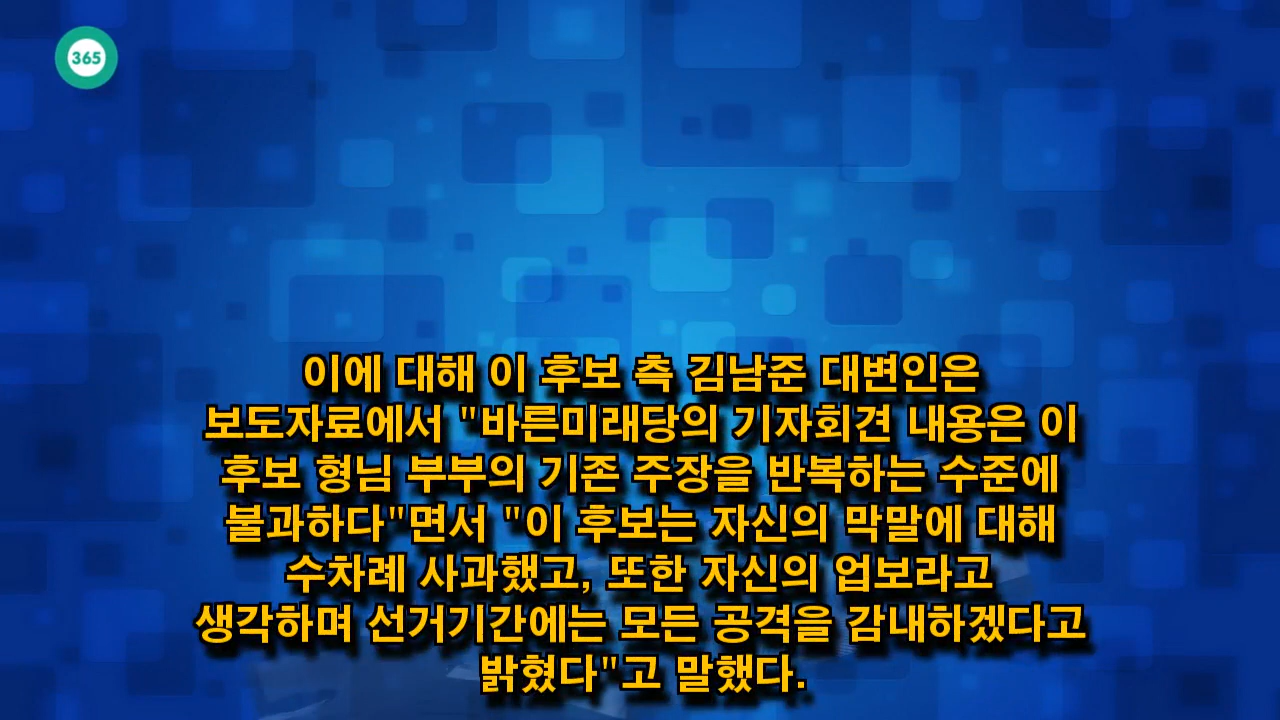 365
이에 대해 이 후보 측 김남준 대변인은
보도자료에서 "바른미래당의 기자회견 내용은 이
후보 형님 부부의 기존 주장을 반복하는 수준에
불과하다"면서 "이 후보는 자신의 막말에 대해
수차례 사과했고, 또한 자신의 업보라고
생각하며 선거기간에는 모든 공격을 감내하겠다고
밝혔다"고 말했다.